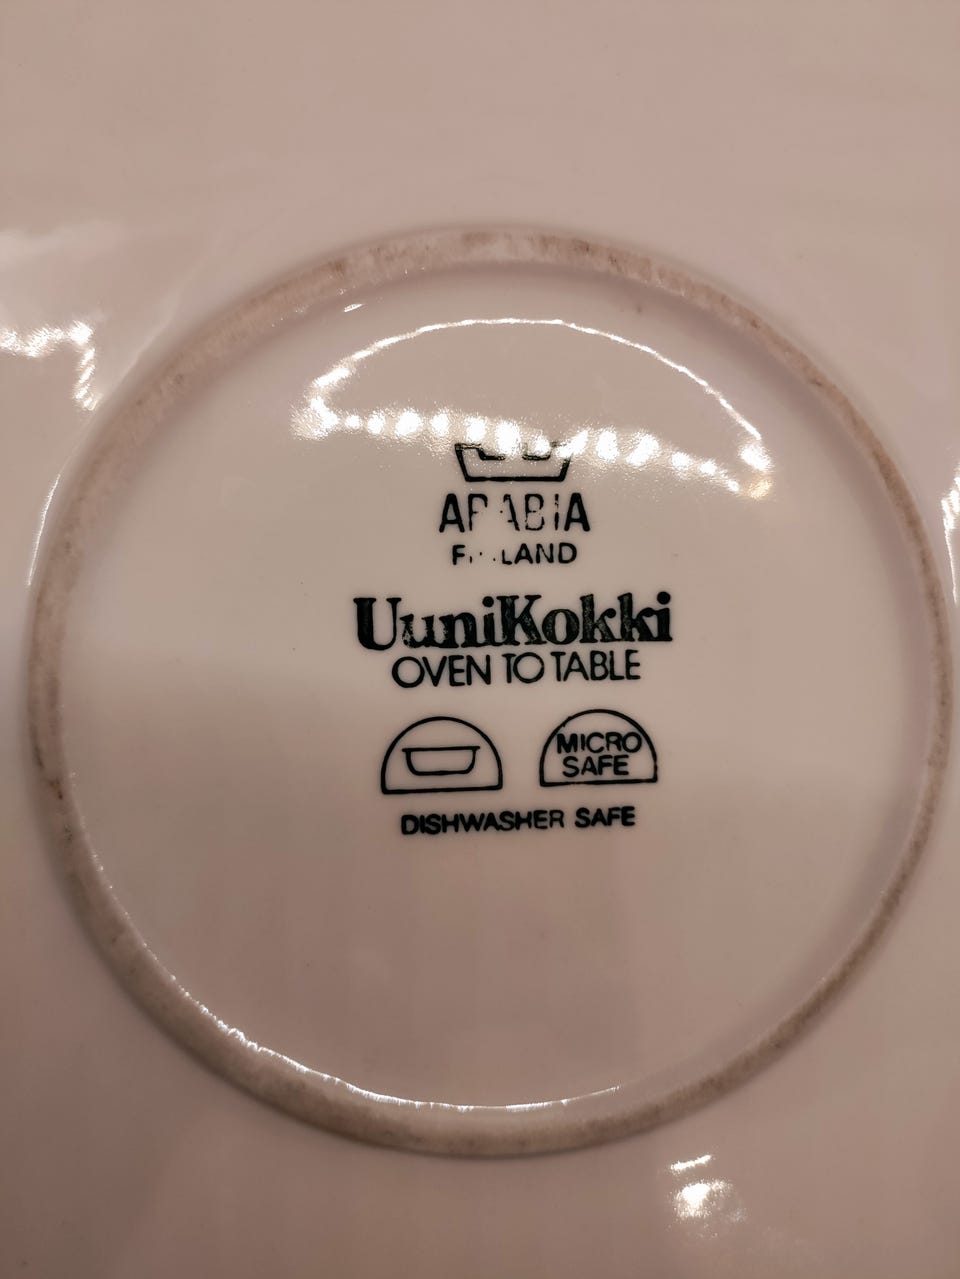 ARABIA
FINLAND
UuniKokki
OVEN TO TABLE
MICRO
SAFE
DISHWASHER SAFE